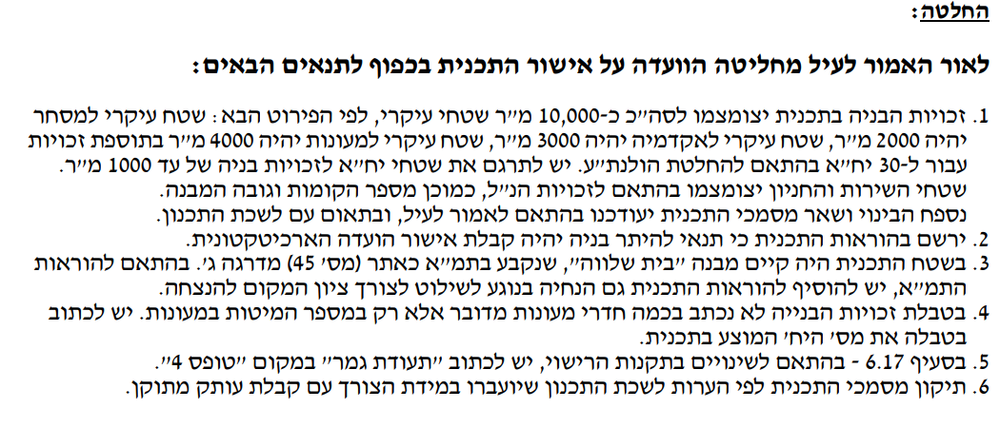 החלטה:
לאור האמור לעיל מחליטה הוועדה על אישור התכנית בכפוף לתנאים הבאים:
1. זכויות הבניה בתכנית יצומצמו לסה״כ כ-10,000 מ״ר שטחי עיקרי, לפי הפירוט הבא: שטח עיקרי למסחר
יהיה 2000 מ״ר, שטח עיקרי לאקדמיה יהיה 3000 מ״ר, שטח עיקרי למעונות יהיה 4000 מ״ר בתוספת זכויות
עבור ל-30 יח״א בהתאם להחלטת הולנת״ע. יש לתרגם את שטחי יח״א לזכויות בניה של עד 1000 מ״ר.
שטחי השירות והחניון יצומצמו בהתאם לזכויות הנ״ל, כמוכן מספר הקומות וגובה המבנה.
נספח הבינוי ושאר מסמכי התכנית יעודכנו בהתאם לאמור לעיל, ובתאום עם לשכת התכנון.
2. ירשם בהוראות התכנית כי תנאי להיתר בניה יהיה קבלת אישור הועדה הארכיטקטונית.
3. בשטח התכנית היה קיים מבנה ״בית שלווה״, שנקבע בתמ״א כאתר (מס׳ 45) מדרגה ג׳. בהתאם להוראות
התמ״א, יש להוסיף להוראות התכנית גם הנחיה בנוגע לשילוט לצורך ציון המקום להנצחה.
4. בטבלת זכויות הבנייה לא נכתב בכמה חדרי מעונות מדובר אלא רק במספר המיטות במעונות. יש לכתוב
בטבלה את מס׳ היח׳ המוצע בתכנית.
5. בסעיף 6.17 - בהתאם לשינויים בתקנות הרישוי, יש לכתוב ״תעודת גמר״ במקום ״טופס 4״.
6. תיקון מסמכי התכנית לפי הערות לשכת התכנון שיועברו במידת הצורך עם קבלת עותק מתוקן.